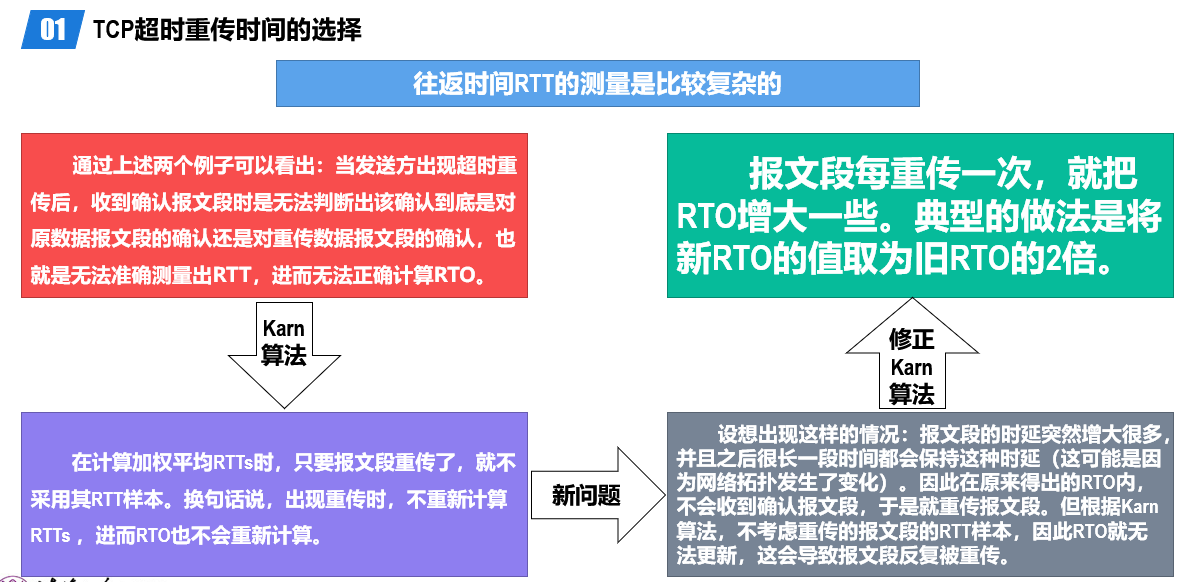 01 TCP超时重传时间的选择
往返时间RTT的测量是比较复杂的
通过上述两个例子可以看出：当发送方出现超时重
传后，收到确认报文段时是无法判断出该确认到底是对
原数据报文段的确认还是对重传数据报文段的确认，也
就是无法准确测量出RTT，进而无法正确计算RTO。
Karn
算法
在计算加权平均RTTs时，只要报文段重传了，就不
采用其RTT样本。换句话说，出现重传时，不重新计算
RTTs ，进而RTO也不会重新计算。
新问题
设想出现这样的情况：报文段的时延突然增大很多，
并且之后很长一段时间都会保持这种时延（这可能是因
为网络拓扑发生了变化）。因此在原来得出的RTO内，
不会收到确认报文段，于是就重传报文段。但根据Karn
算法，不考虑重传的报文段的RTT样本，因此RTO就无
法更新，这会导致报文段反复被重传。
修正
Karn
算法
报文段每重传一次，就把
RTO增大一些。典型的做法是将
新RTO的值取为旧RTO的2倍。